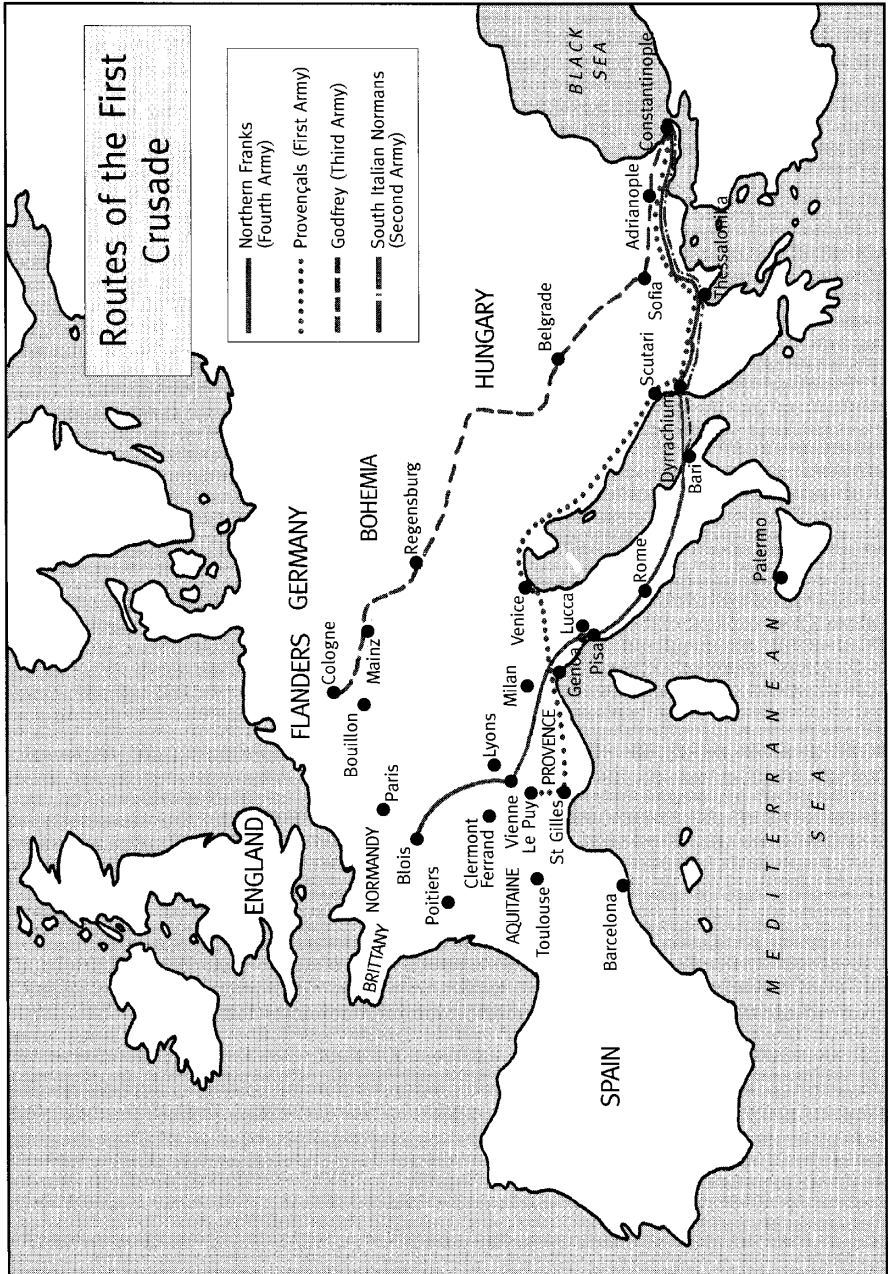 Routes of the First
Crusade
Northern Franks
(Fourth Army)
Provençals (First Army)
Godfrey (Third Army)
South Italian Normans
(Second Army)
ENGLAND
FLANDERS
GERMANY
Cologne
BOHEMIA
Mainz
Bouillon
Regensburg
Paris
NORMANDY
BRITTANY
Blois
Poitiers
HUNGARY
Lyons
Clermont
Ferrand
Vienne
Le Puy
Milan
Venice
Belgrade
BLACK
SEA
AQUITAINE
PROVENCE
Toulouse
St Gilles
Genoa
Lucca
Pisa
Scutari
Sofia
Adrianople
Constantinople
SPAIN
Barcelona
Rome
Bari
Dyrrachium
Thessalonika
Palermo
MEDITERRANEAN
SEA